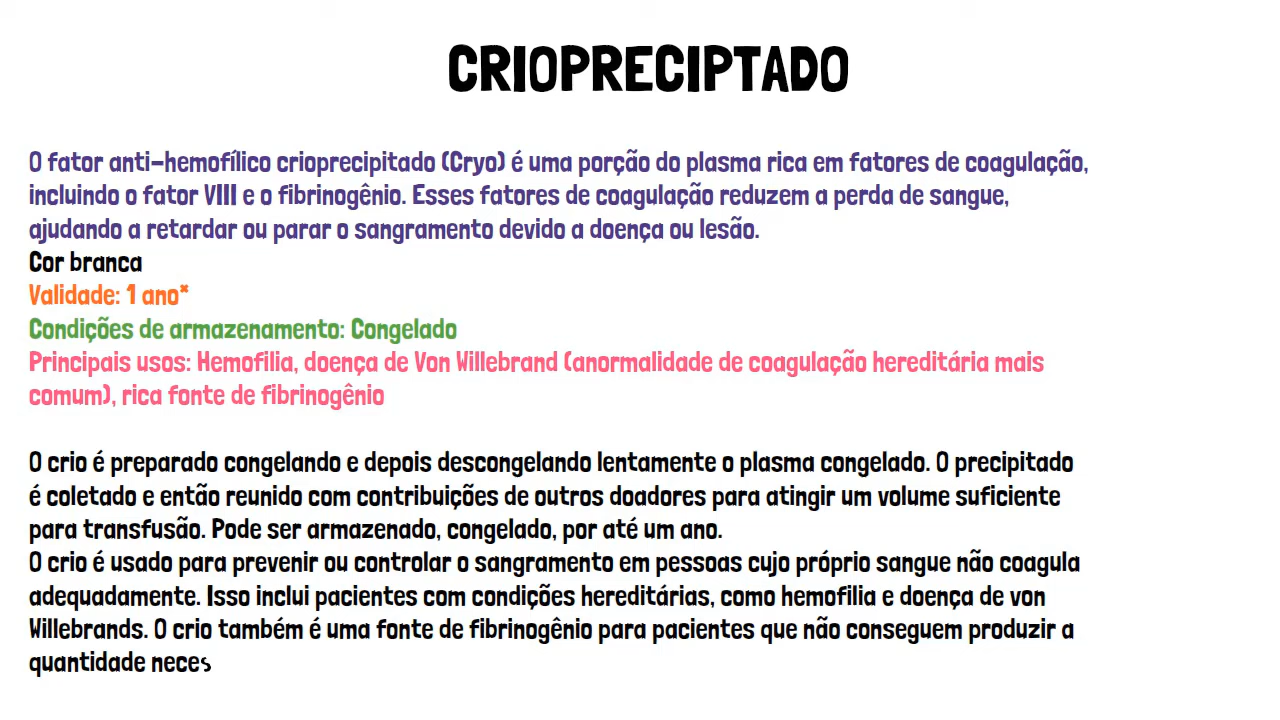 CRIOPRECIPTADO
O fator anti-hemofílico crioprecipitado (Cryo) é uma porção do plasma rica em fatores de coagulação,
incluindo o fator VIII e o fibrinogênio. Esses fatores de coagulação reduzem a perda de sangue,
ajudando a retardar ou parar o sangramento devido a doença ou lesão.
Cor branca
Validade: 1 ano*
Condições de armazenamento: Congelado
Principais usos: Hemofilia, doença de Von Willebrand (anormalidade de coagulação hereditária mais
comum), rica fonte de fibrinogênio
O crio é preparado congelando e depois descongelando lentamente o plasma congelado. O precipitado
é coletado e então reunido com contribuições de outros doadores para atingir um volume suficiente
para transfusão. Pode ser armazenado, congelado, por até um ano.
O crio é usado para prevenir ou controlar o sangramento em pessoas cujo próprio sangue não coagula
adequadamente. Isso inclui pacientes com condições hereditárias, como hemofilia e doença de von
Willebrands. O crio também é uma fonte de fibrinogênio para pacientes que não conseguem produzir a
quantidade neces